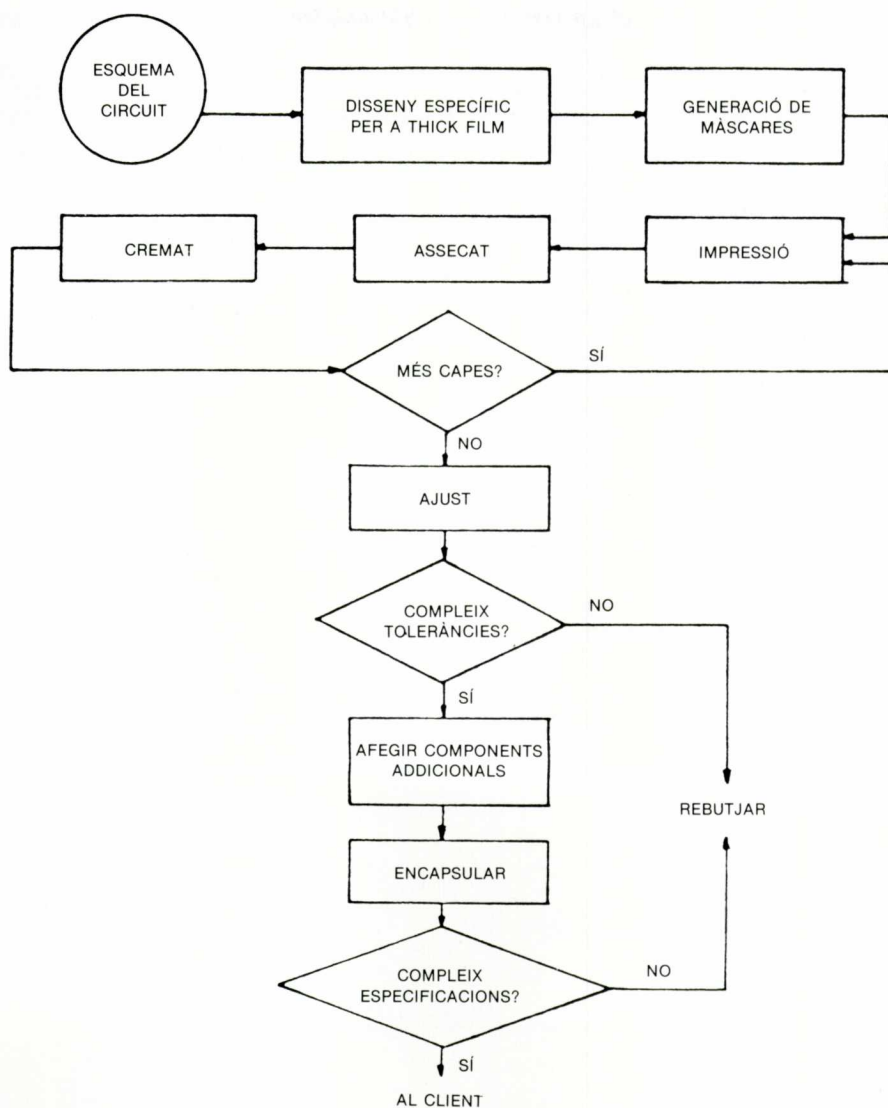 ESQUEMA
DEL
CIRCUIT
DISSENY ESPECÍFIC
PER A THICK FILM
GENERACIÓ DE
MÀSCARES
CREMAT
ASSECAT
IMPRESSIÓ
MÉS CAPES?
SÍ
NO
AJUST
COMPLEIX
TOLERÀNCIES?
NO
SÍ
AFEGIR COMPONENTS
ADDICIONALS
REBUTJAR
ENCAPSULAR
COMPLEIX
ESPECIFICACIONS?
NO
SÍ
AL CLIENT